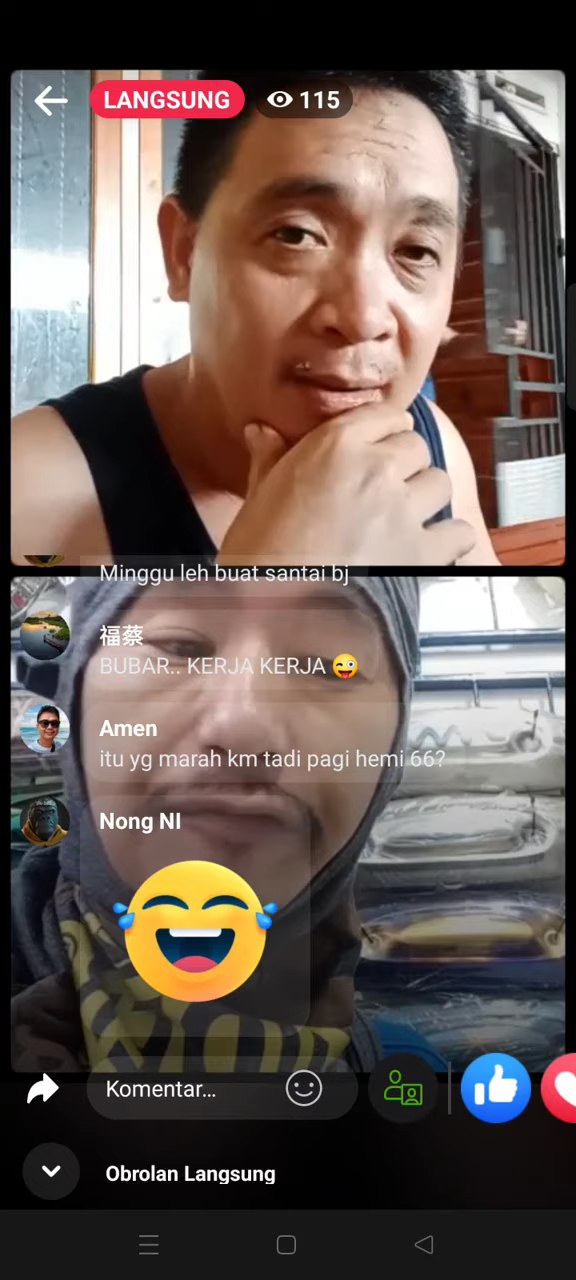 LANGSUNG
115
Minggu leh buat santai bj
福蔡
BUBAR.. KERJA KERJA 😜
Amen
itu yg marah km tadi pagi hemi 66?
Nong NI
Komentar...
Obrolan Langsung